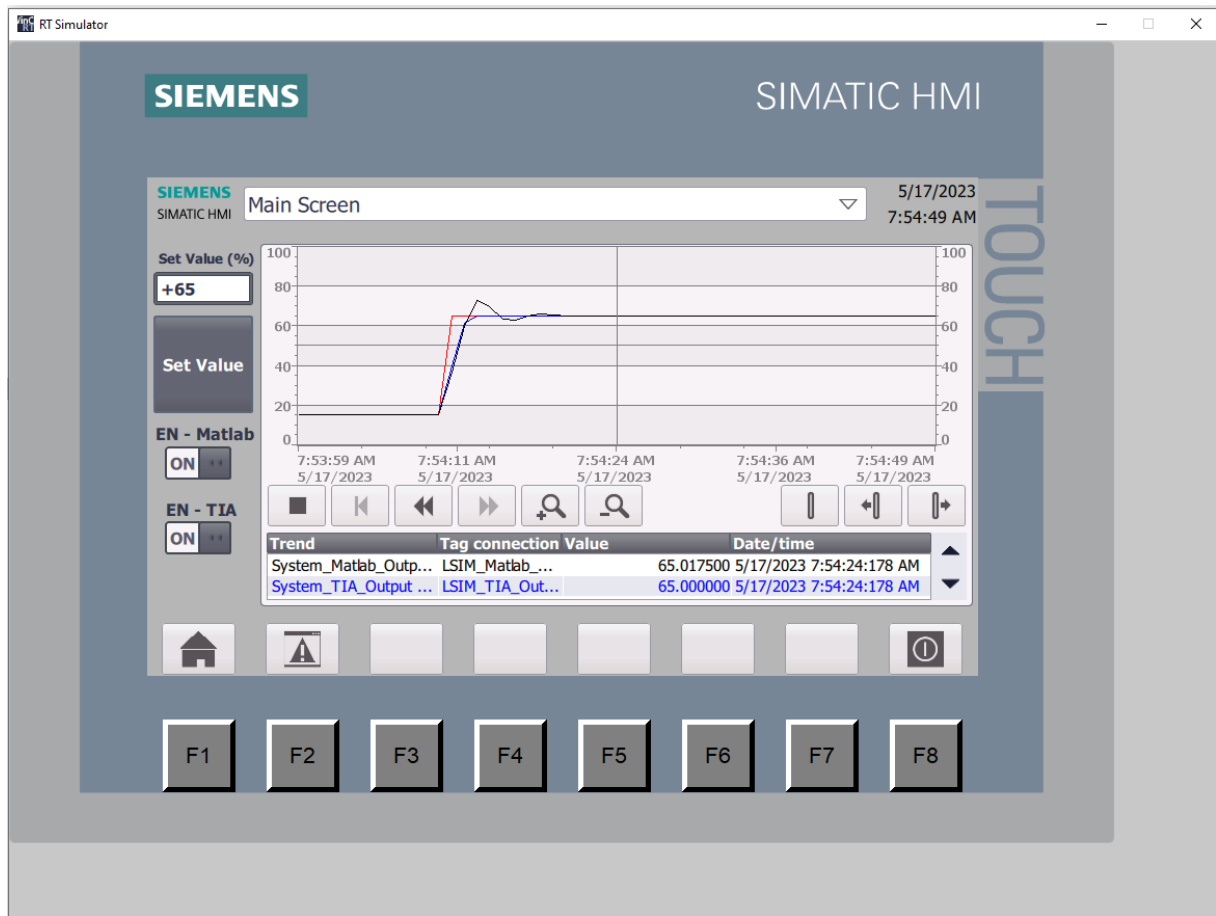 RT Simulator
SIEMENS
SIMATIC HMI
TOUCH
SIEMENS
SIMATIC HMI
Main Screen
5/17/2023
7:54:49 AM
Set Value (%)
+65
Set Value
EN - Matlab
ON
EN - TIA
ON
100
80
60
40
20
0
100
80
60
40
20
0
7:53:59 AM 7:54:11 AM 7:54:24 AM 7:54:36 AM 7:54:49 AM
5/17/2023 5/17/2023 5/17/2023 5/17/2023 5/17/2023
Trend Tag connection Value Date/time
System_Matlab_Outp... LSIM_Matlab_... 65.017500 5/17/2023 7:54:24:178 AM
System_TIA_Output ... LSIM_TIA_Out... 65.000000 5/17/2023 7:54:24:178 AM
F1 F2 F3 F4 F5 F6 F7 F8